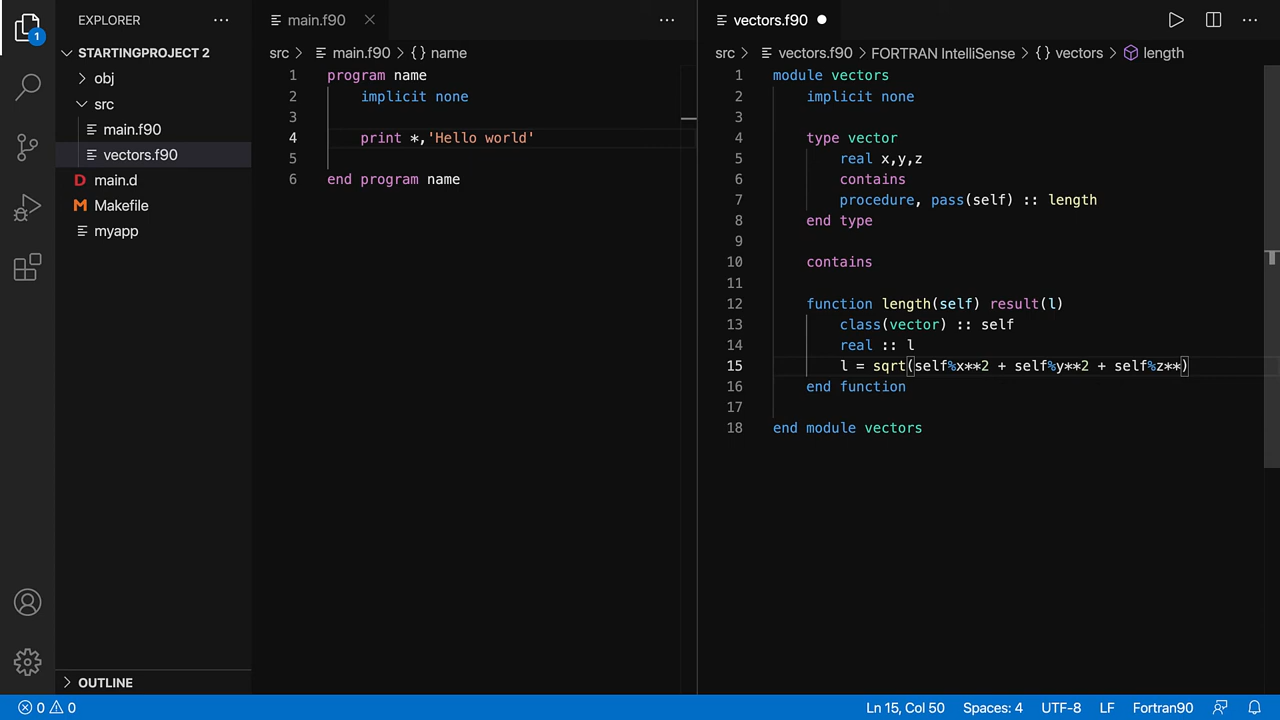 EXPLORER
1
STARTINGPROJECT 2
obj
src
main.f90
vectors.f90
main.d
Makefile
myapp
OUTLINE
main.f90
src > main.f90 > {} name
1 program name
2 implicit none
3
4 print *,'Hello world'
5
6 end program name
vectors.f90
src > vectors.f90 > FORTRAN IntelliSense > {} vectors > length
1 module vectors
2 implicit none
3
4 type vector
5 real x,y,z
6 contains
7 procedure, pass(self) :: length
8 end type
9
10 contains
11
12 function length(self) result(l)
13 class(vector) :: self
14 real :: l
15 l = sqrt(self%x**2 + self%y**2 + self%z**)
16 end function
17
18 end module vectors
0 0
Ln 15, Col 50 Spaces: 4 UTF-8 LF Fortran90